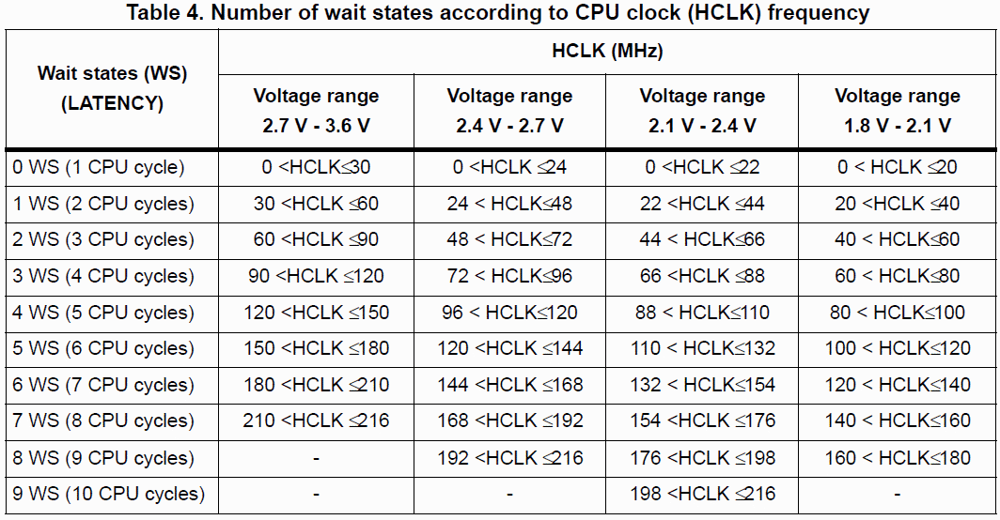 Table 4. Number of wait states according to CPU clock (HCLK) frequency
Wait states (WS)
(LATENCY)
HCLK (MHz)
Voltage range
2.7 V - 3.6 V
Voltage range
2.4 V - 2.7 V
Voltage range
2.1 V - 2.4 V
Voltage range
1.8 V - 2.1 V
0 WS (1 CPU cycle) 0 <HCLK≤30 0 <HCLK ≤24 0 <HCLK ≤22 0 < HCLK ≤20
1 WS (2 CPU cycles) 30 <HCLK ≤60 24 < HCLK≤48 22 <HCLK ≤44 20 <HCLK ≤40
2 WS (3 CPU cycles) 60 <HCLK ≤90 48 < HCLK≤72 44 <HCLK ≤66 40 < HCLK≤60
3 WS (4 CPU cycles) 90 <HCLK ≤120 72 < HCLK≤96 66 <HCLK ≤88 60 < HCLK≤80
4 WS (5 CPU cycles) 120 <HCLK ≤150 96 < HCLK≤120 88 < HCLK≤110 80 < HCLK≤100
5 WS (6 CPU cycles) 150 <HCLK ≤180 120 <HCLK ≤144 110 < HCLK≤132 100 < HCLK≤120
6 WS (7 CPU cycles) 180 <HCLK ≤210 144 <HCLK ≤168 132 < HCLK≤154 120 < HCLK≤140
7 WS (8 CPU cycles) 210 <HCLK ≤216 168 <HCLK ≤192 154 <HCLK ≤176 140 < HCLK≤160
8 WS (9 CPU cycles) - 192 <HCLK ≤216 176 <HCLK ≤198 160 < HCLK≤180
9 WS (10 CPU cycles) - - 198 <HCLK ≤216 -